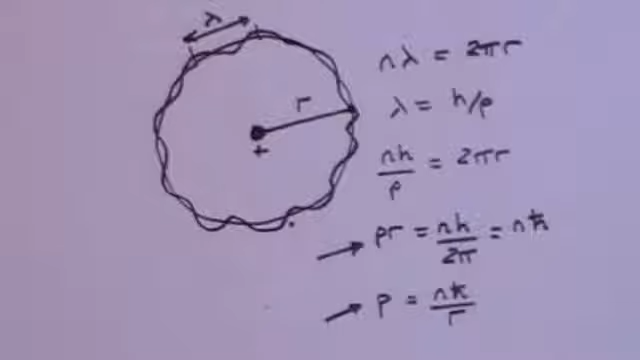 λ
r
+
nλ = 2πr
λ = h/p
nh/p = 2πr
→ pr = nh/2π = nħ
→ p = nħ/r